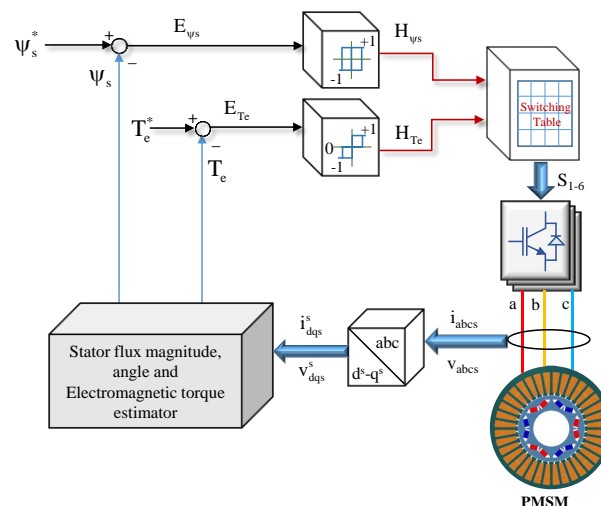 ψs*
+
−
ψs
Eψs
+1
-1
Hψs
Te*
+
−
Te
ETe
+1
0
-1
HTe
Switching
Table
S1-6
a b c
iabcs
vabcs
abc
ds-qs
isdqs
vsdqs
Stator flux magnitude,
angle and
Electromagnetic torque
estimator
PMSM